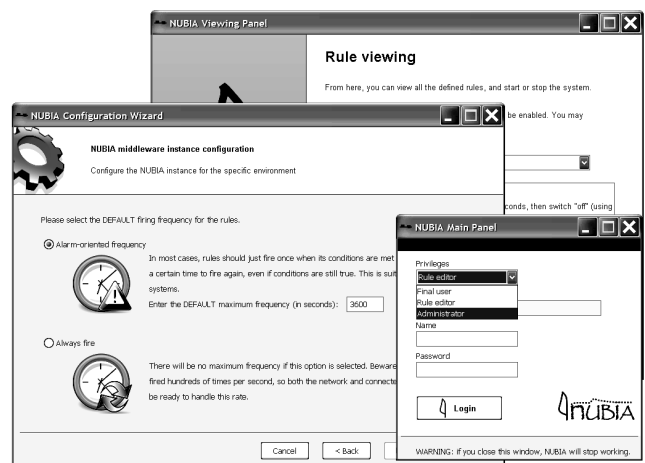 NUBIA Viewing Panel
Rule viewing
From here, you can view all the defined rules, and start or stop the system.
be enabled. You may
conds, then switch "off" (using
NUBIA Configuration Wizard
NUBIA middleware instance configuration
Configure the NUBIA instance for the specific environment
Please select the DEFAULT firing frequency for the rules.
Alarm-oriented frequency
In most cases, rules should just fire once when its conditions are met
a certain time to fire again, even if conditions are still true. This is suit
systems.
Enter the DEFAULT maximum frequency (in seconds): 3600
Always fire
There will be no maximum frequency if this option is selected. Beware
fired hundreds of times per second, so both the network and connecte
be ready to handle this rate.
Cancel
< Back
NUBIA Main Panel
Privileges
Rule editor
Final user
Rule editor
Administrator
Name
Password
Login
nUBIA
WARNING: if you close this window, NUBIA will stop working.